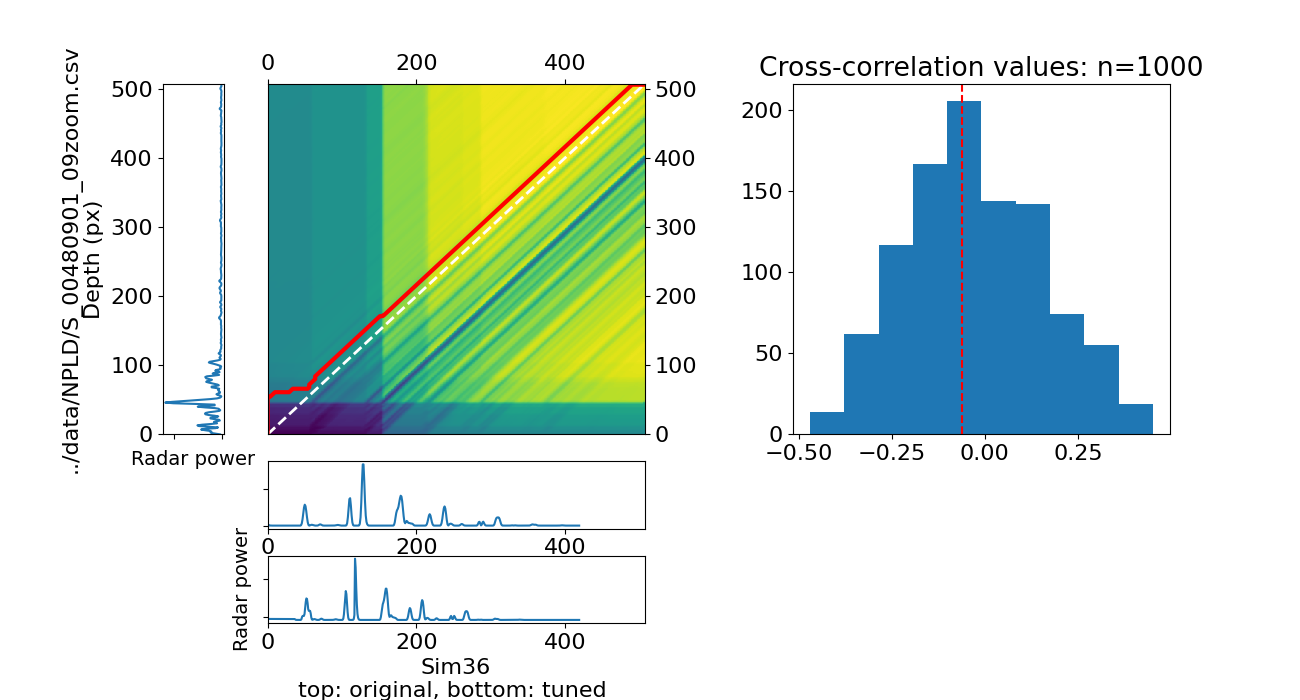 ../data/NPLD/S_00480901_09zoom.csv
Depth (px)
0 200 400
500 500
400 400
300 300
200 200
100 100
0 0
Radar power
0 200 400
Radar power
0 200 400
Sim36
top: original, bottom: tuned
Cross-correlation values: n=1000
200
150
100
50
0
−0.50 −0.25 0.00 0.25